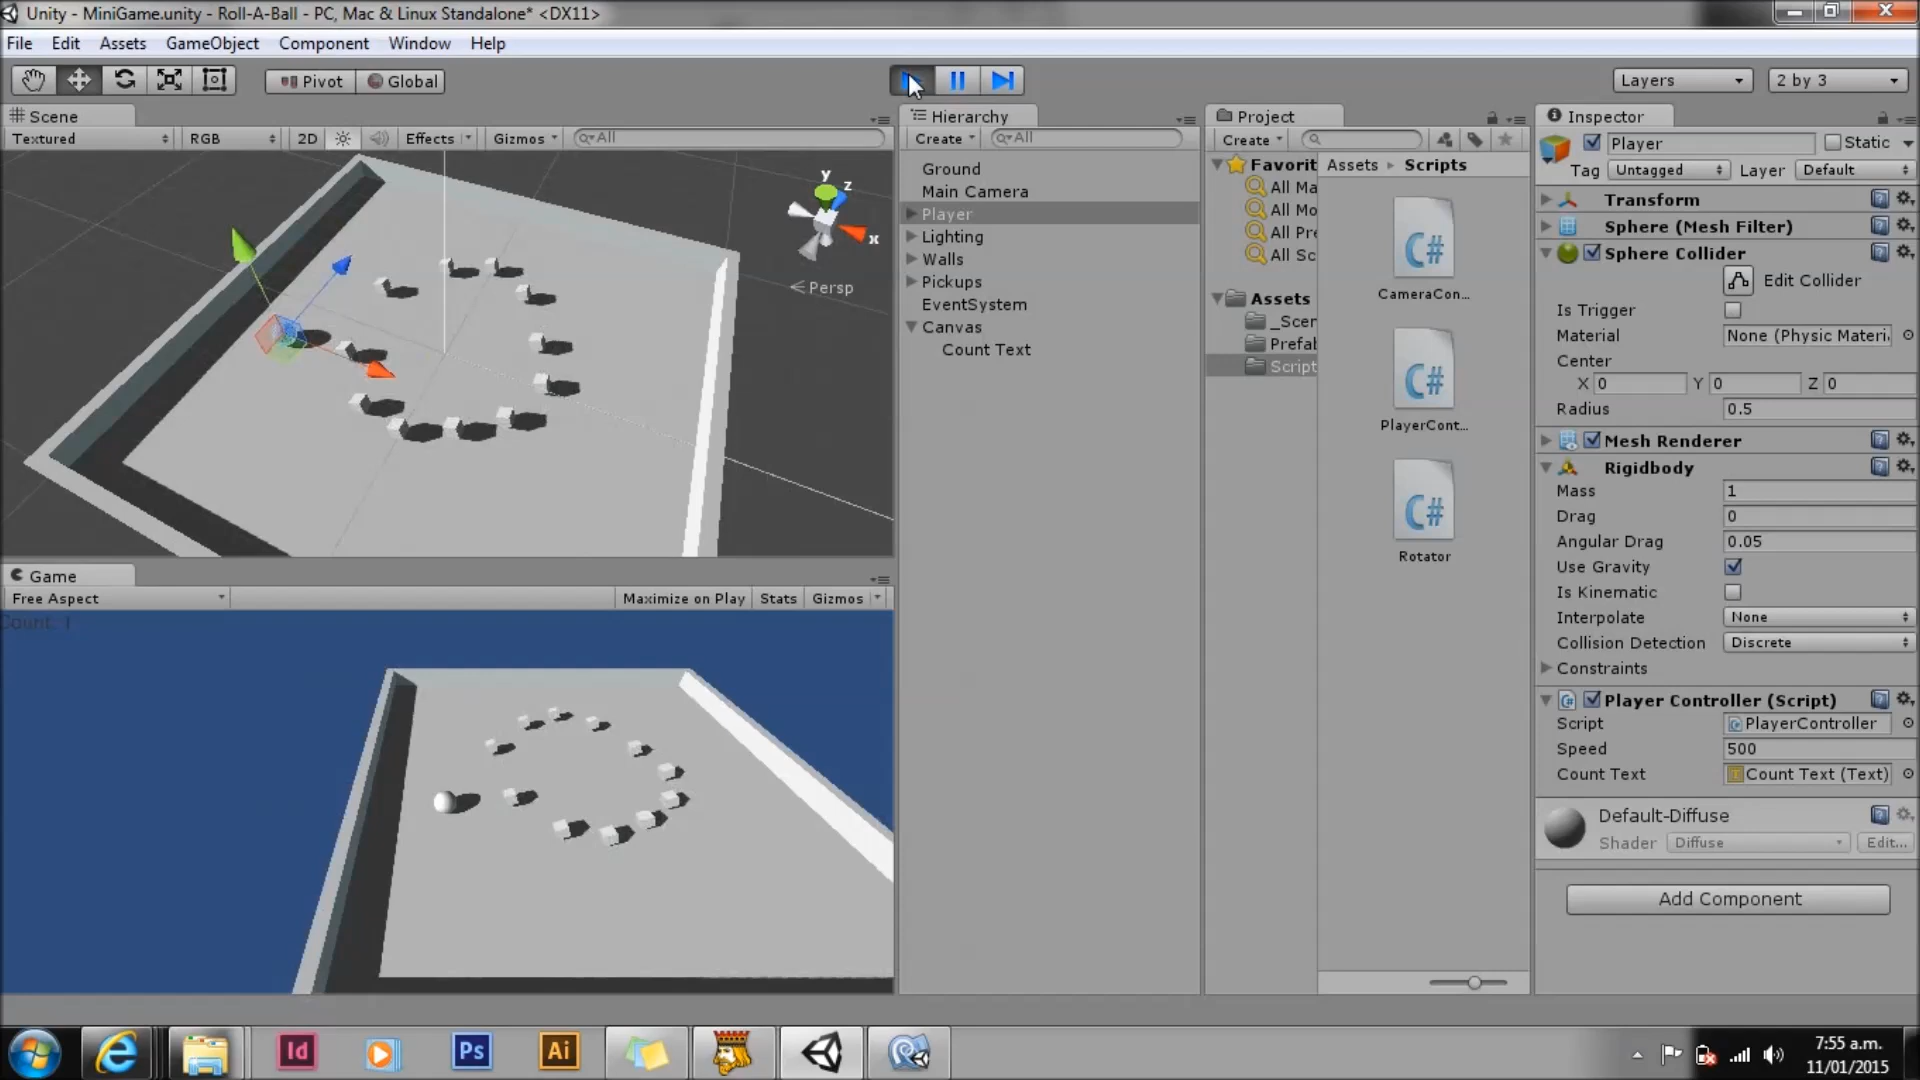 Unity - MiniGame.unity - Roll-A-Ball - PC, Mac & Linux Standalone* <DX11>
File Edit Assets GameObject Component Window Help
Pivot Global
Layers
2 by 3
Scene
Textured RGB 2D Effects Gizmos All
y
z
x
Persp
Game
Free Aspect Maximize on Play Stats Gizmos
Count: 1
Hierarchy
Create All
Ground
Main Camera
Player
Lighting
Walls
Pickups
EventSystem
Canvas
Count Text
Project
Create
Favorit
All Ma
All Mo
All Pre
All Sc
Assets
_Scen
Prefab
Script
Assets Scripts
C#
CameraCon...
C#
PlayerCont...
C#
Rotator
Inspector
Player Static
Tag Untagged Layer Default
Transform
Sphere (Mesh Filter)
Sphere Collider
Edit Collider
Is Trigger
Material None (Physic Materi
Center
X 0 Y 0 Z 0
Radius 0.5
Mesh Renderer
Rigidbody
Mass 1
Drag 0
Angular Drag 0.05
Use Gravity
Is Kinematic
Interpolate None
Collision Detection Discrete
Constraints
Player Controller (Script)
Script PlayerController
Speed 500
Count Text Count Text (Text)
Default-Diffuse
Shader Diffuse Edit...
Add Component
Id
Ps
Ai
7:55 a.m.
11/01/2015